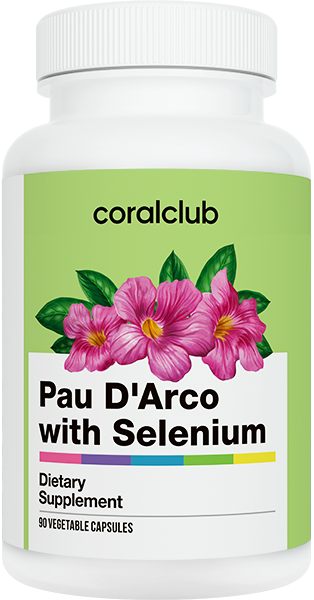 coralclub
Pau D'Arco
with Selenium
Dietary
Supplement
90 VEGETABLE CAPSULES